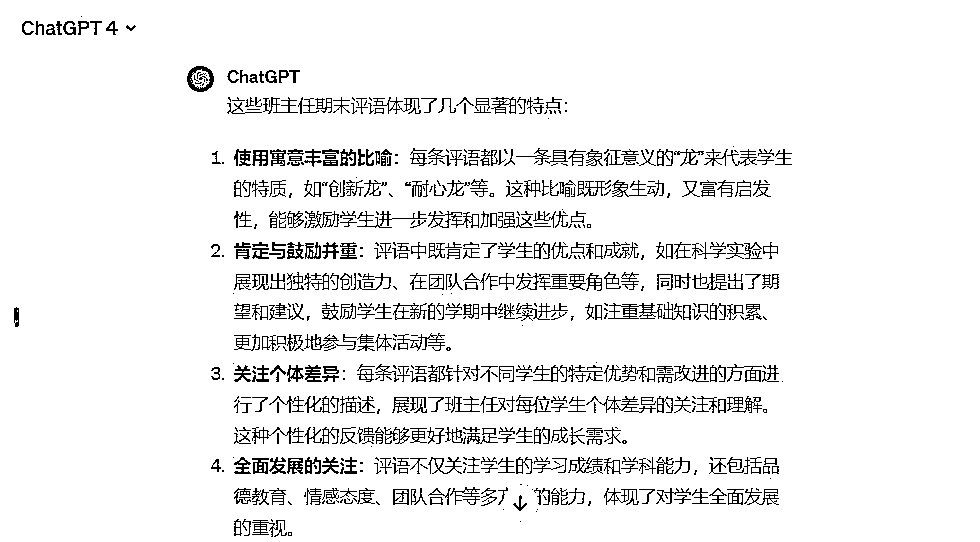 ChatGPT 4
ChatGPT
这些班主任期末评语体现了几个显著的特点：
1. 使用寓意丰富的比喻：每条评语都以一条具有象征意义的“龙”来代表学生
的特质，如“创新龙”、“耐心龙”等。这种比喻既形象生动，又富有启发
性，能够激励学生进一步发挥和加强这些优点。
2. 肯定与鼓励并重：评语中既肯定了学生的优点和成就，如在科学实验中
展现出独特的创造力、在团队合作中发挥重要角色等，同时也提出了期
望和建议，鼓励学生在新的学期中继续进步，如注重基础知识的积累、
更加积极地参与集体活动等。
3. 关注个体差异：每条评语都针对不同学生的特定优势和需改进的方面进
行了个性化的描述，展现了班主任对每位学生个体差异的关注和理解。
这种个性化的反馈能够更好地满足学生的成长需求。
4. 全面发展的关注：评语不仅关注学生的学习成绩和学科能力，还包括品
德教育、情感态度、团队合作等多的能力，体现了对学生全面发展
的重视。